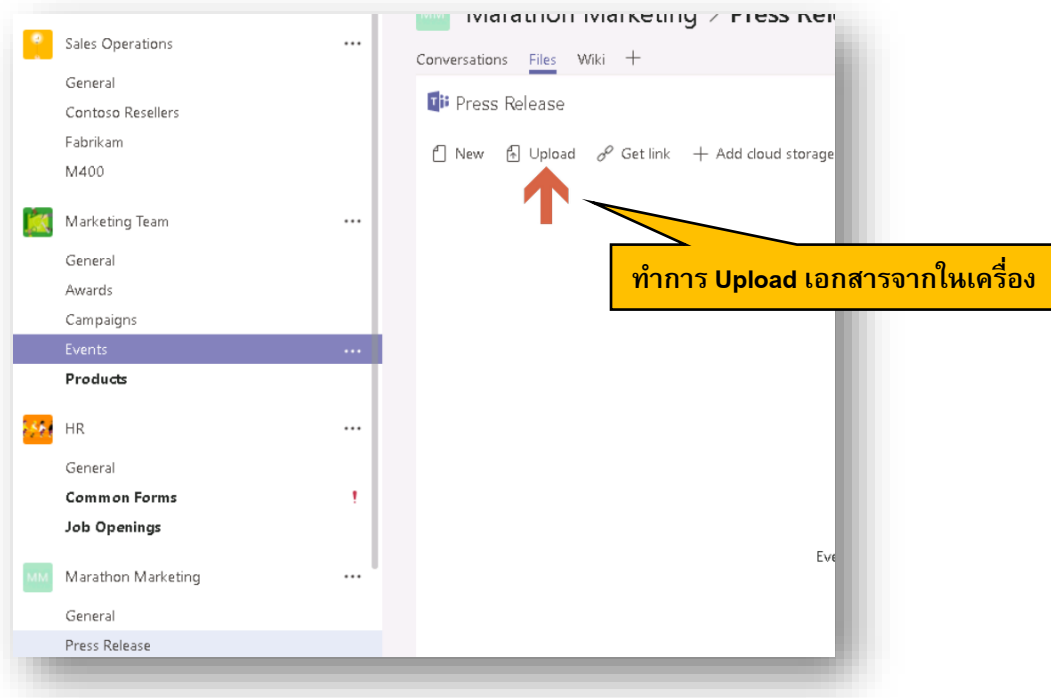 Sales Operations
General
Contoso Resellers
Fabrikam
M400
Marketing Team
General
Awards
Campaigns
Events
Products
HR
General
Common Forms
!
Job Openings
MM
Marathon Marketing
General
Press Release
MM Marathon Marketing > Press Rel
Conversations Files Wiki +
Press Release
New Upload Get link + Add cloud storage
ทำการ Upload เอกสารจากในเครื่อง
Eve